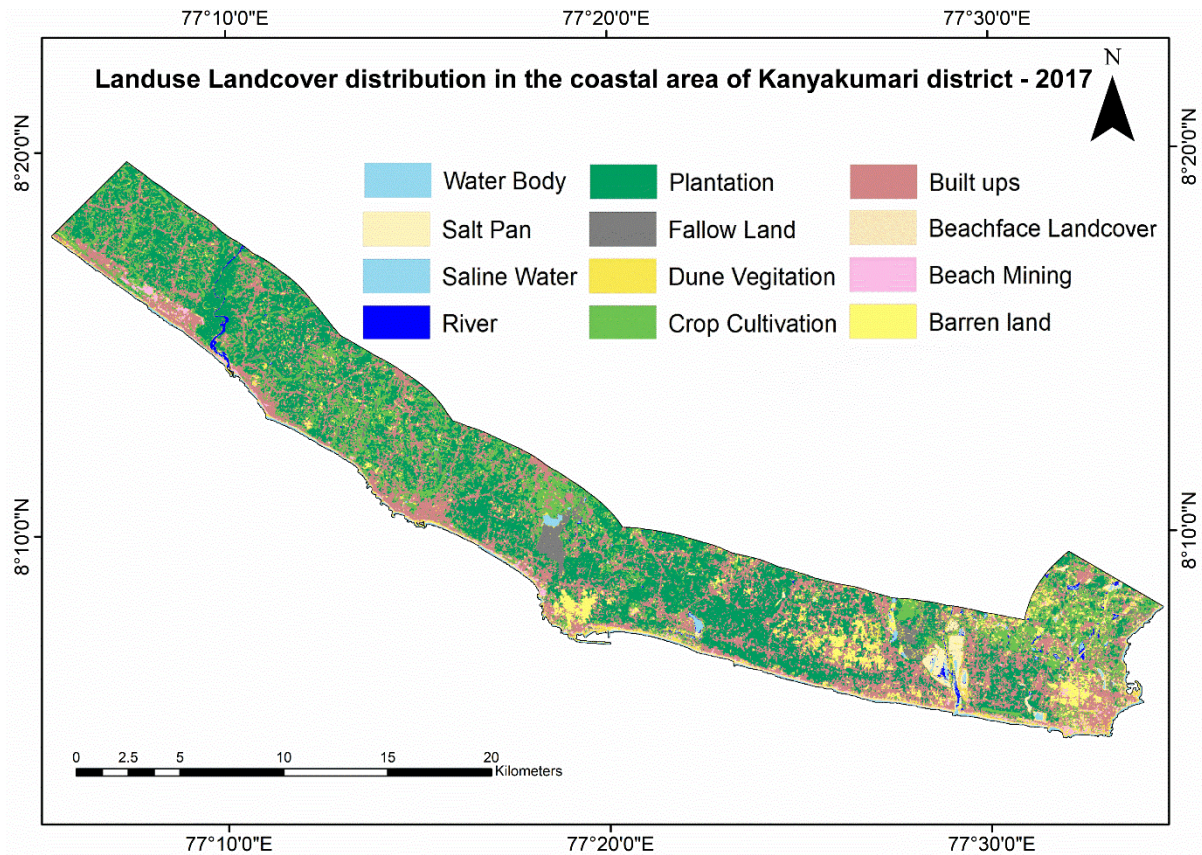 77°10'0"E 77°20'0"E 77°30'0"E
Landuse Landcover distribution in the coastal area of Kanyakumari district - 2017
N
8°20'0"N 8°20'0"N
Water Body Plantation Built ups
Salt Pan Fallow Land Beachface Landcover
Saline Water Dune Vegitation Beach Mining
River Crop Cultivation Barren land
8°10'0"N 8°10'0"N
0 2.5 5 10 15 20
Kilometers
77°10'0"E 77°20'0"E 77°30'0"E